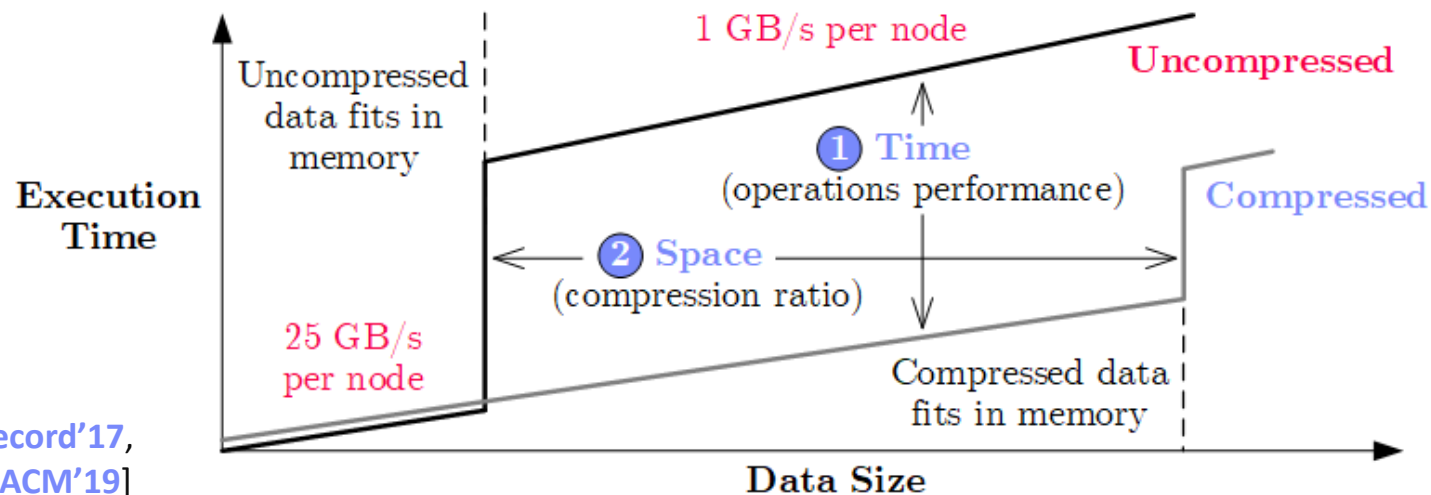 1 GB/s per node
Uncompressed
Uncompressed
data fits in
memory
1 Time
(operations performance)
Execution
Time
Compressed
2 Space
(compression ratio)
25 GB/s
per node
Compressed data
fits in memory
ecord’17,
ACM’19]
Data Size